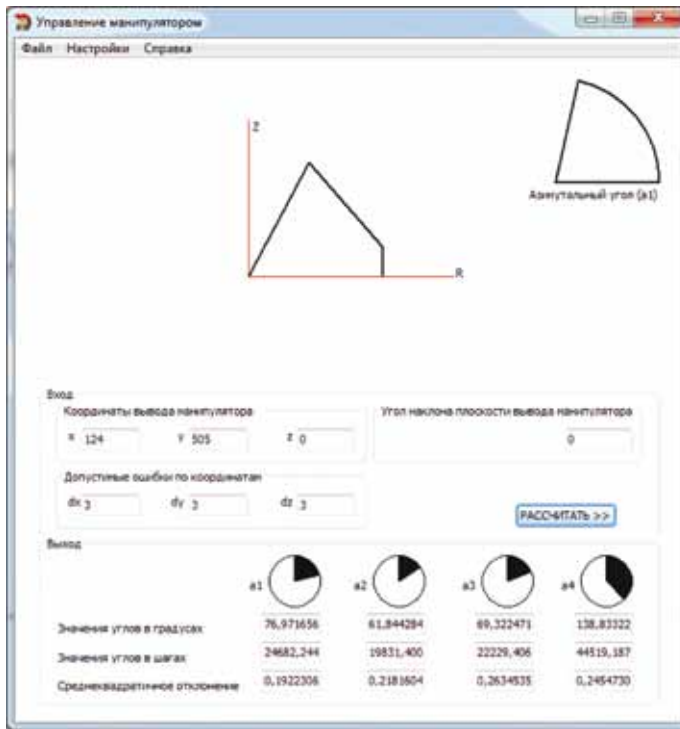 Управление манипулятором
Файл Настройки Справка
Z
R
Азимутальный угол (a1)
Вход
Координаты вывода манипулятора
Угол наклона плоскости вывода манипулятора
x 124 y 505 z 0
0
Допустимые ошибки по координатам
dx 3 dy 3 dz 3
РАССЧИТАТЬ >>
Выход
a1 a2 a3 a4
Значения углов в градусах 76,971656 61,844284 69,322471 138,83322
Значения углов в шагах 24682,244 19831,400 22229,406 44519,187
Среднеквадратичное отклонение 0,1922306 0,2181604 0,2634535 0,2454730